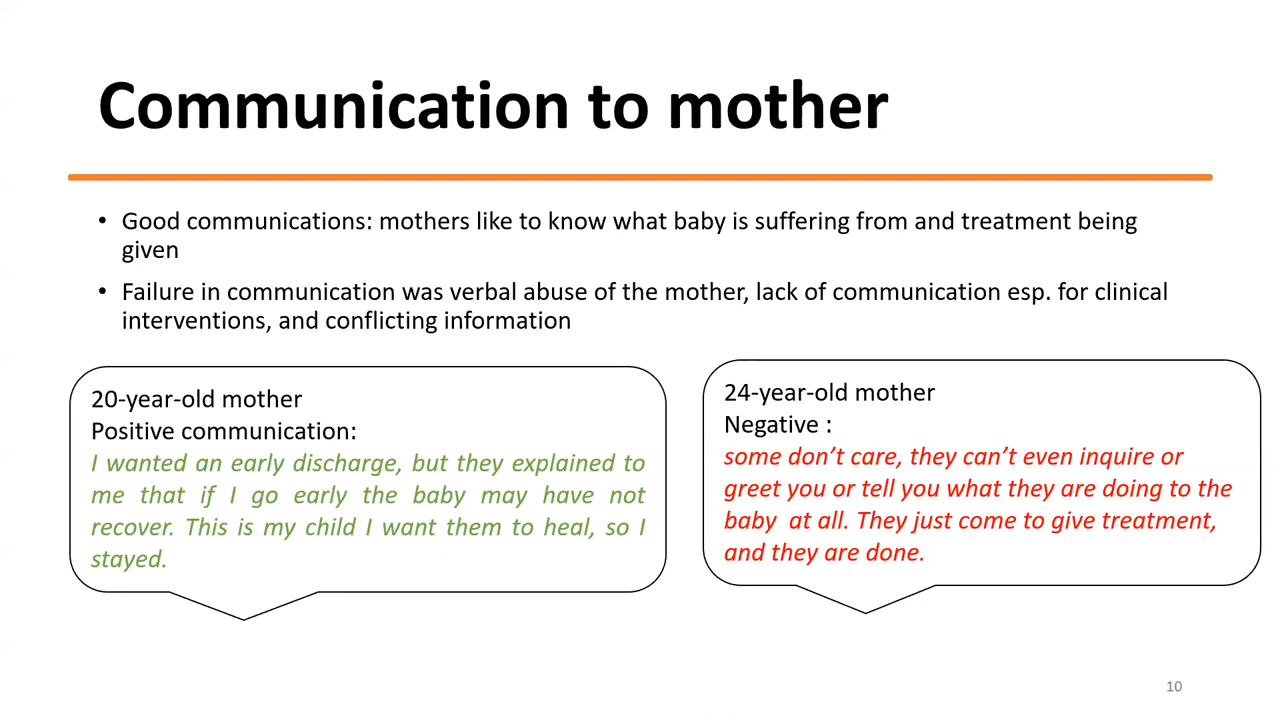 Communication to mother
• Good communications: mothers like to know what baby is suffering from and treatment being
given
• Failure in communication was verbal abuse of the mother, lack of communication esp. for clinical
interventions, and conflicting information
20-year-old mother
Positive communication:
I wanted an early discharge, but they explained to
me that if I go early the baby may have not
recover. This is my child I want them to heal, so I
stayed.
24-year-old mother
Negative :
some don’t care, they can’t even inquire or
greet you or tell you what they are doing to the
baby  at all. They just come to give treatment,
and they are done.
10